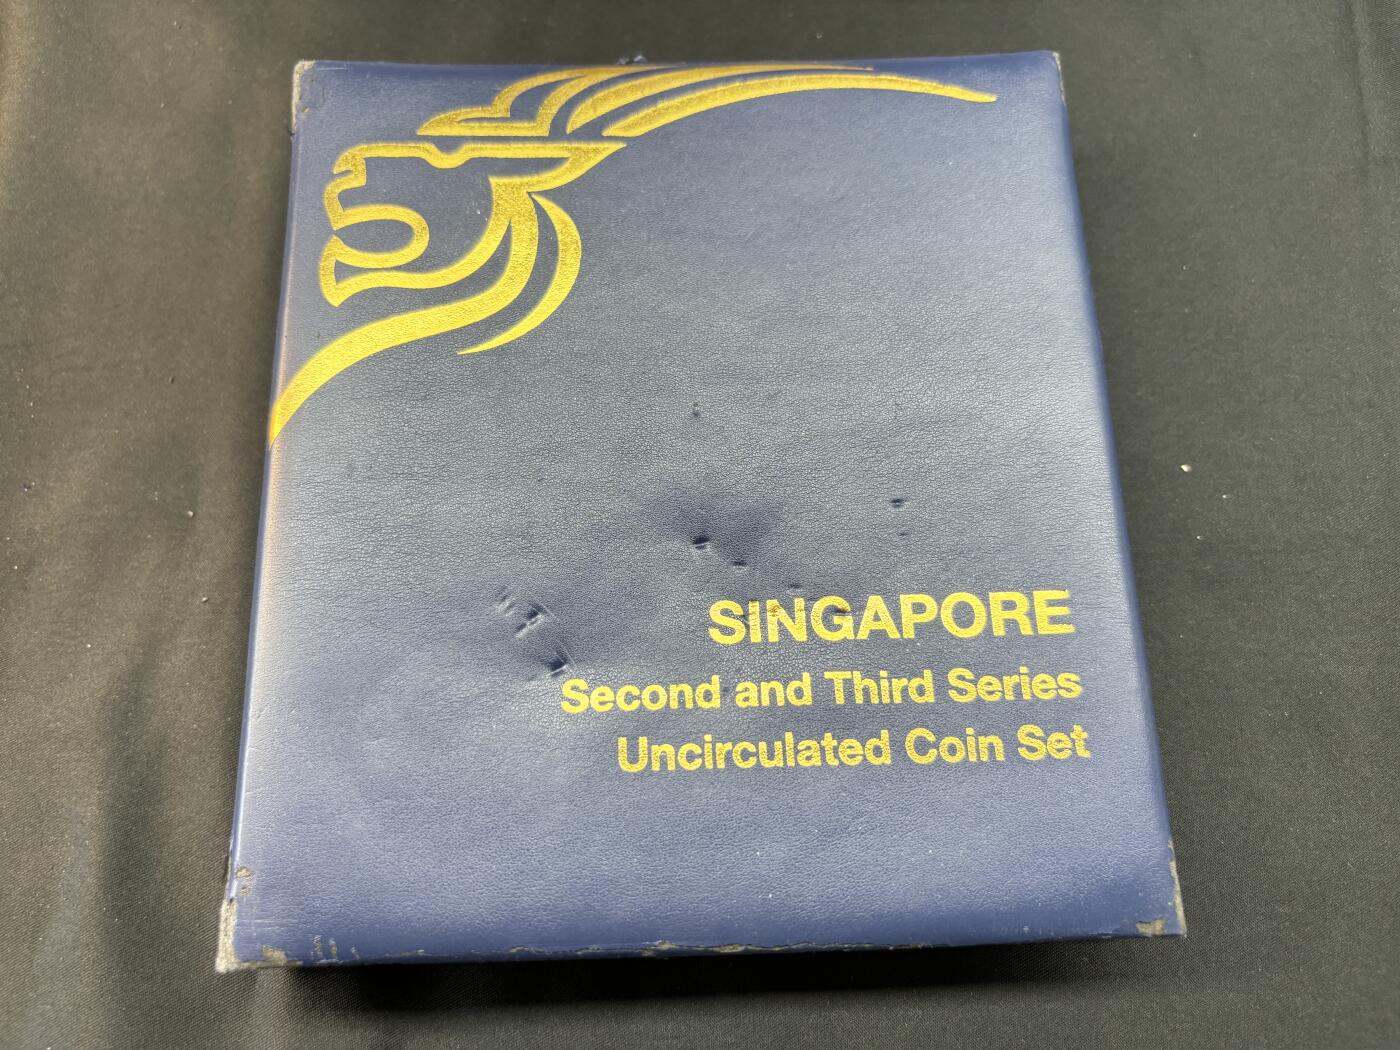 SINGAPORE
Second and Third Series
Uncirculated Coin Set